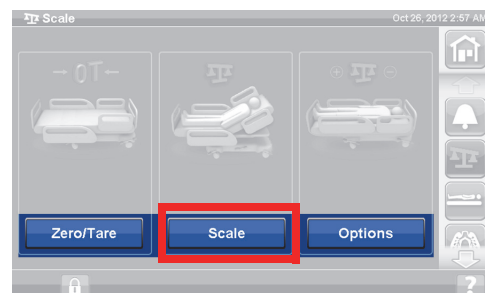 Scale Oct 26, 2012 2:57 AM
→ 0T ←
Zero/Tare Scale Options
?